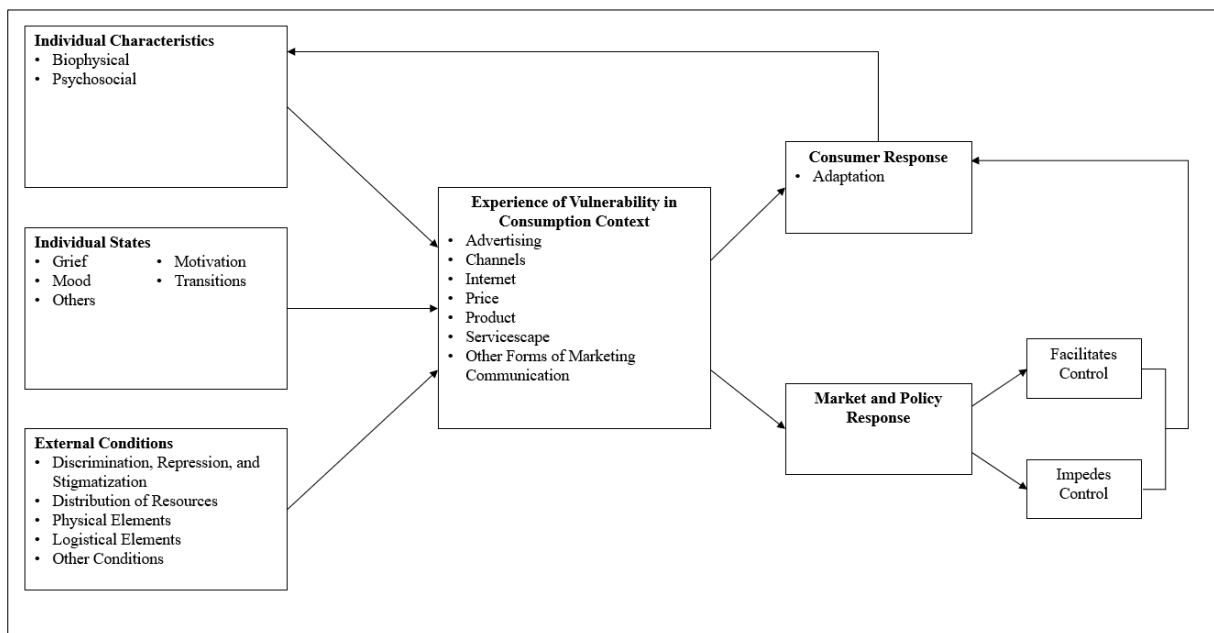 Individual Characteristics
• Biophysical
• Psychosocial
Individual States
• Grief
• Mood
• Others
• Motivation
• Transitions
External Conditions
• Discrimination, Repression, and
Stigmatization
• Distribution of Resources
• Physical Elements
• Logistical Elements
• Other Conditions
Experience of Vulnerability in
Consumption Context
• Advertising
• Channels
• Internet
• Price
• Product
• Servicescape
• Other Forms of Marketing
Communication
Consumer Response
• Adaptation
Market and Policy
Response
Facilitates
Control
Impedes
Control